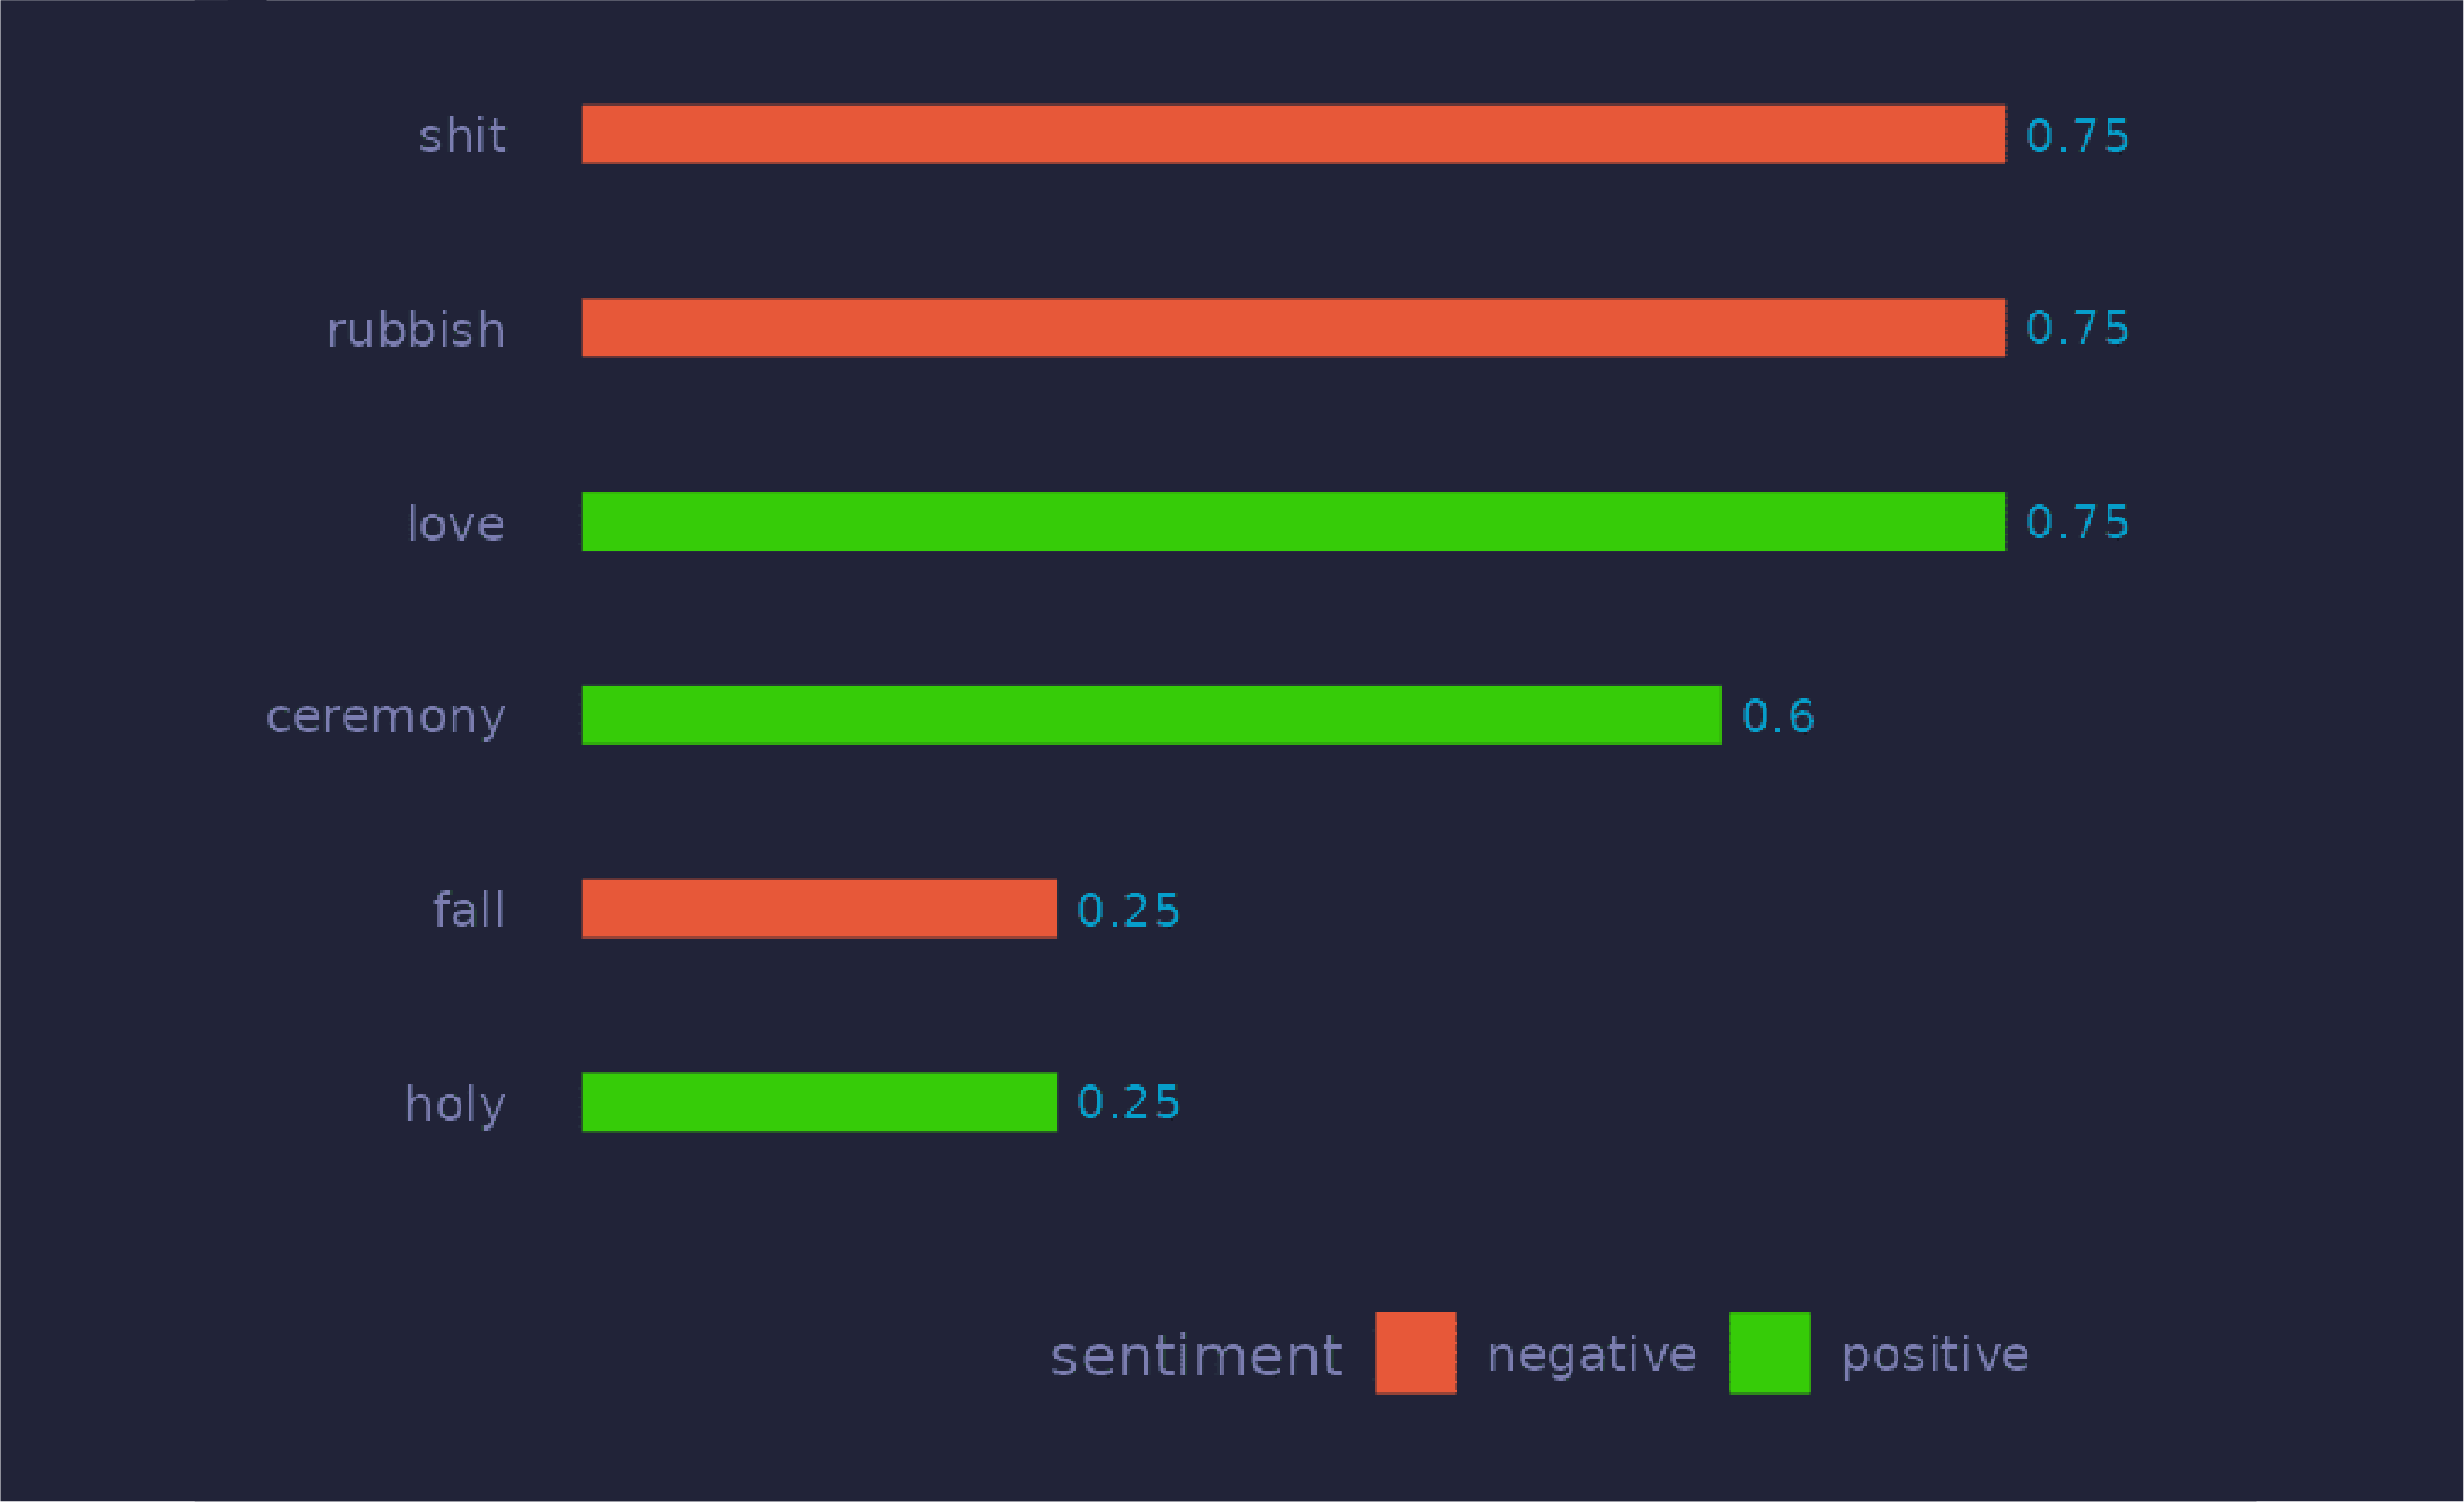 shit 0.75
rubbish 0.75
love 0.75
ceremony 0.6
fall 0.25
holy 0.25
sentiment negative positive